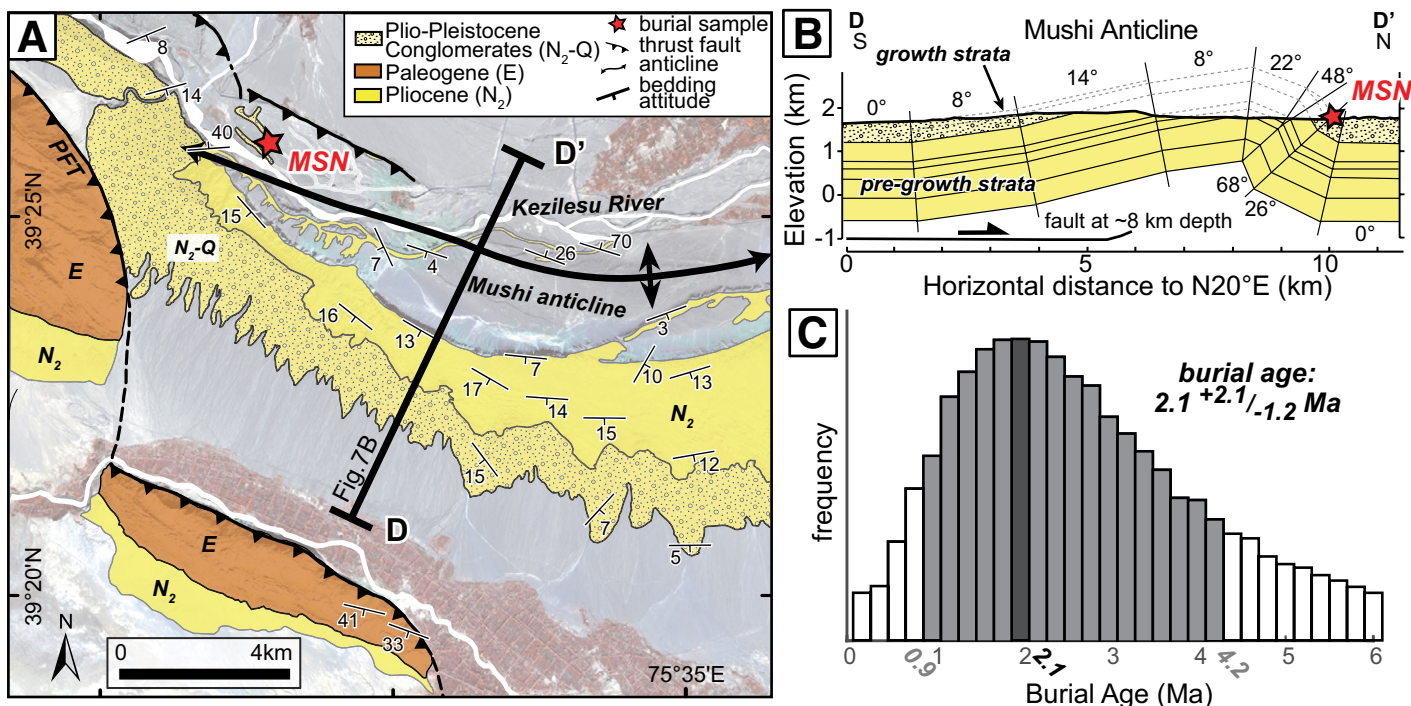 A
Plio-Pleistocene
Conglomerates (N₂-Q)
Paleogene (E)
Pliocene (N₂)
burial sample
thrust fault
anticline
bedding
attitude
8
14
40
MSN
PFT
D'
39°25'N
15
Kezilesu River
N₂-Q
7
4
26
70
E
Mushi anticline
16
13
3
N₂
7
10
13
17
14
15
N₂
Fig. 7B
15
12
7
D
5
E
39°20'N
N₂
41
33
N
0
4km
75°35'E
B
D
S
Mushi Anticline
D'
N
growth strata
0°
8°
14°
8°
22°
48°
MSN
Elevation (km)
2
1
0
-1
pre-growth strata
68°
26°
fault at ~8 km depth
0°
0
5
10
Horizontal distance to N20°E (km)
C
burial age:
2.1 +2.1/-1.2 Ma
frequency
0
0.9
1
2
2.1
3
4
4.2
5
6
Burial Age (Ma)